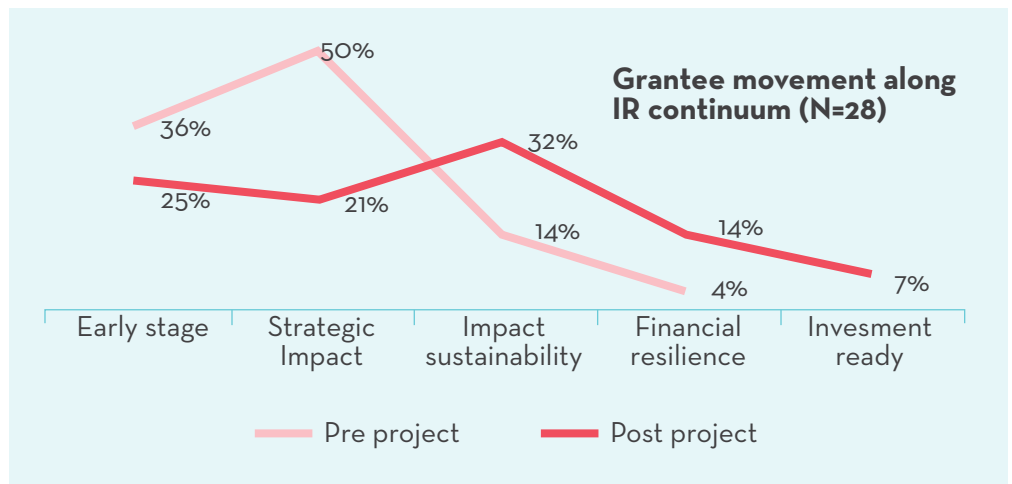 50%
Grantee movement along
IR continuum (N=28)
36%
32%
25%
21%
14%
14%
4%
7%
Early stage
Strategic
Impact
Impact
sustainability
Financial
resilience
Invesment
ready
Pre project
Post project